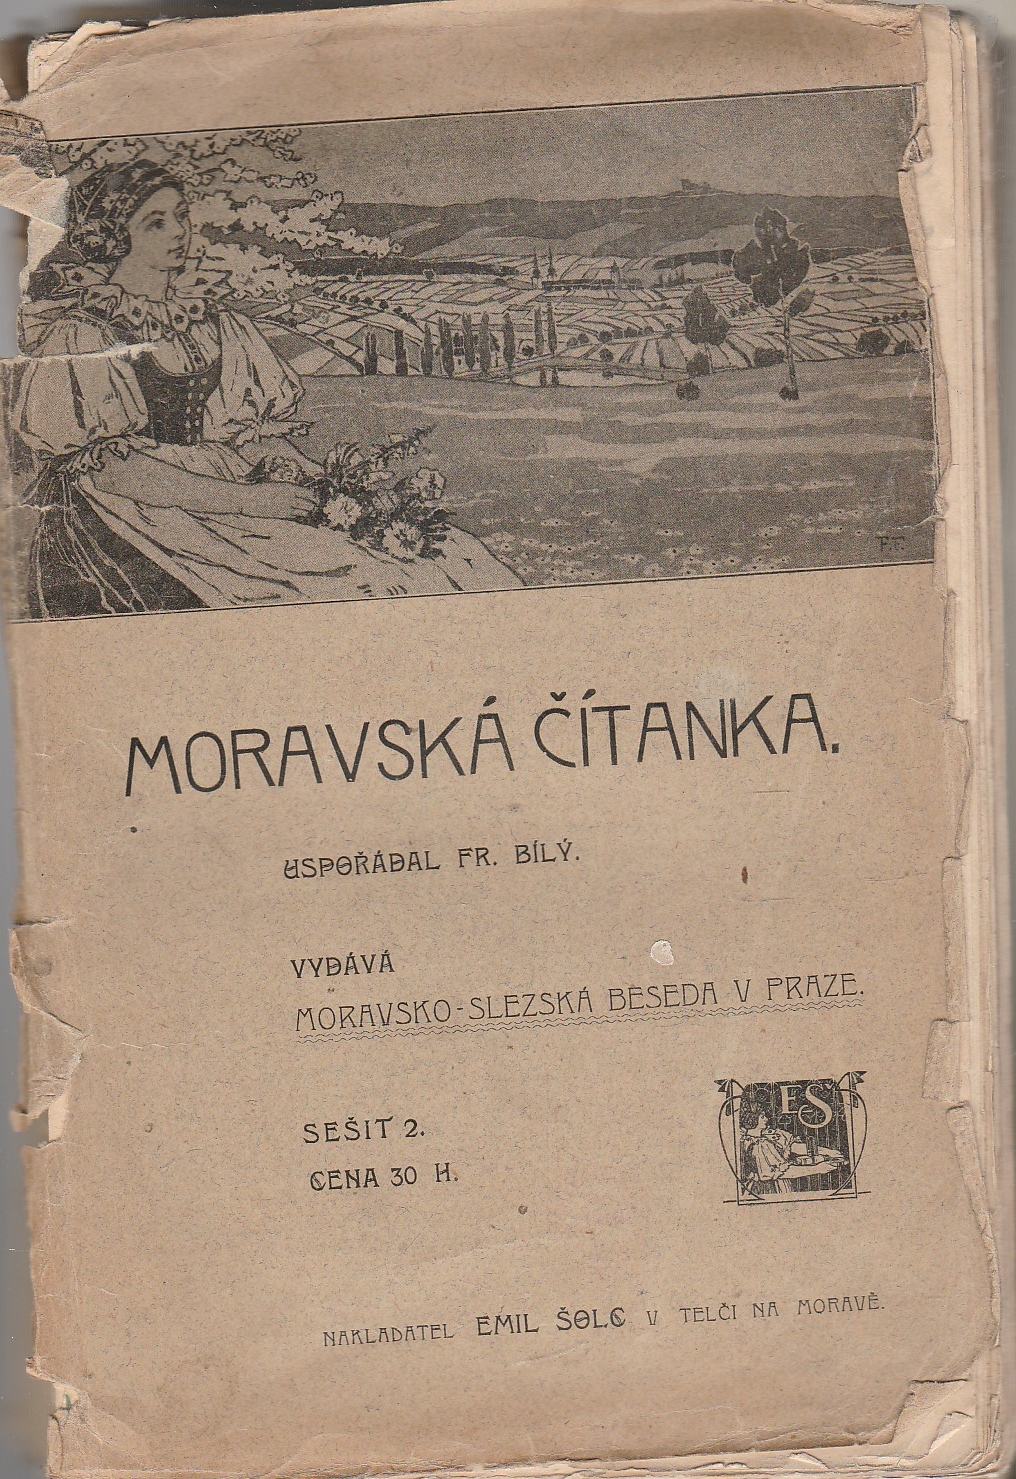 F.F.
MORAVSKÁ ČÍTANKA.
USPOŘÁDAL FR. BÍLÝ.
VYDÁVÁ
MORAVSKO-SLEZSKÁ BESEDA V PRAZE.
EŠ
SEŠIT 2.
CENA 30 H.
NAKLADATEL EMIL ŠOLC V TELČI NA MORAVĚ.